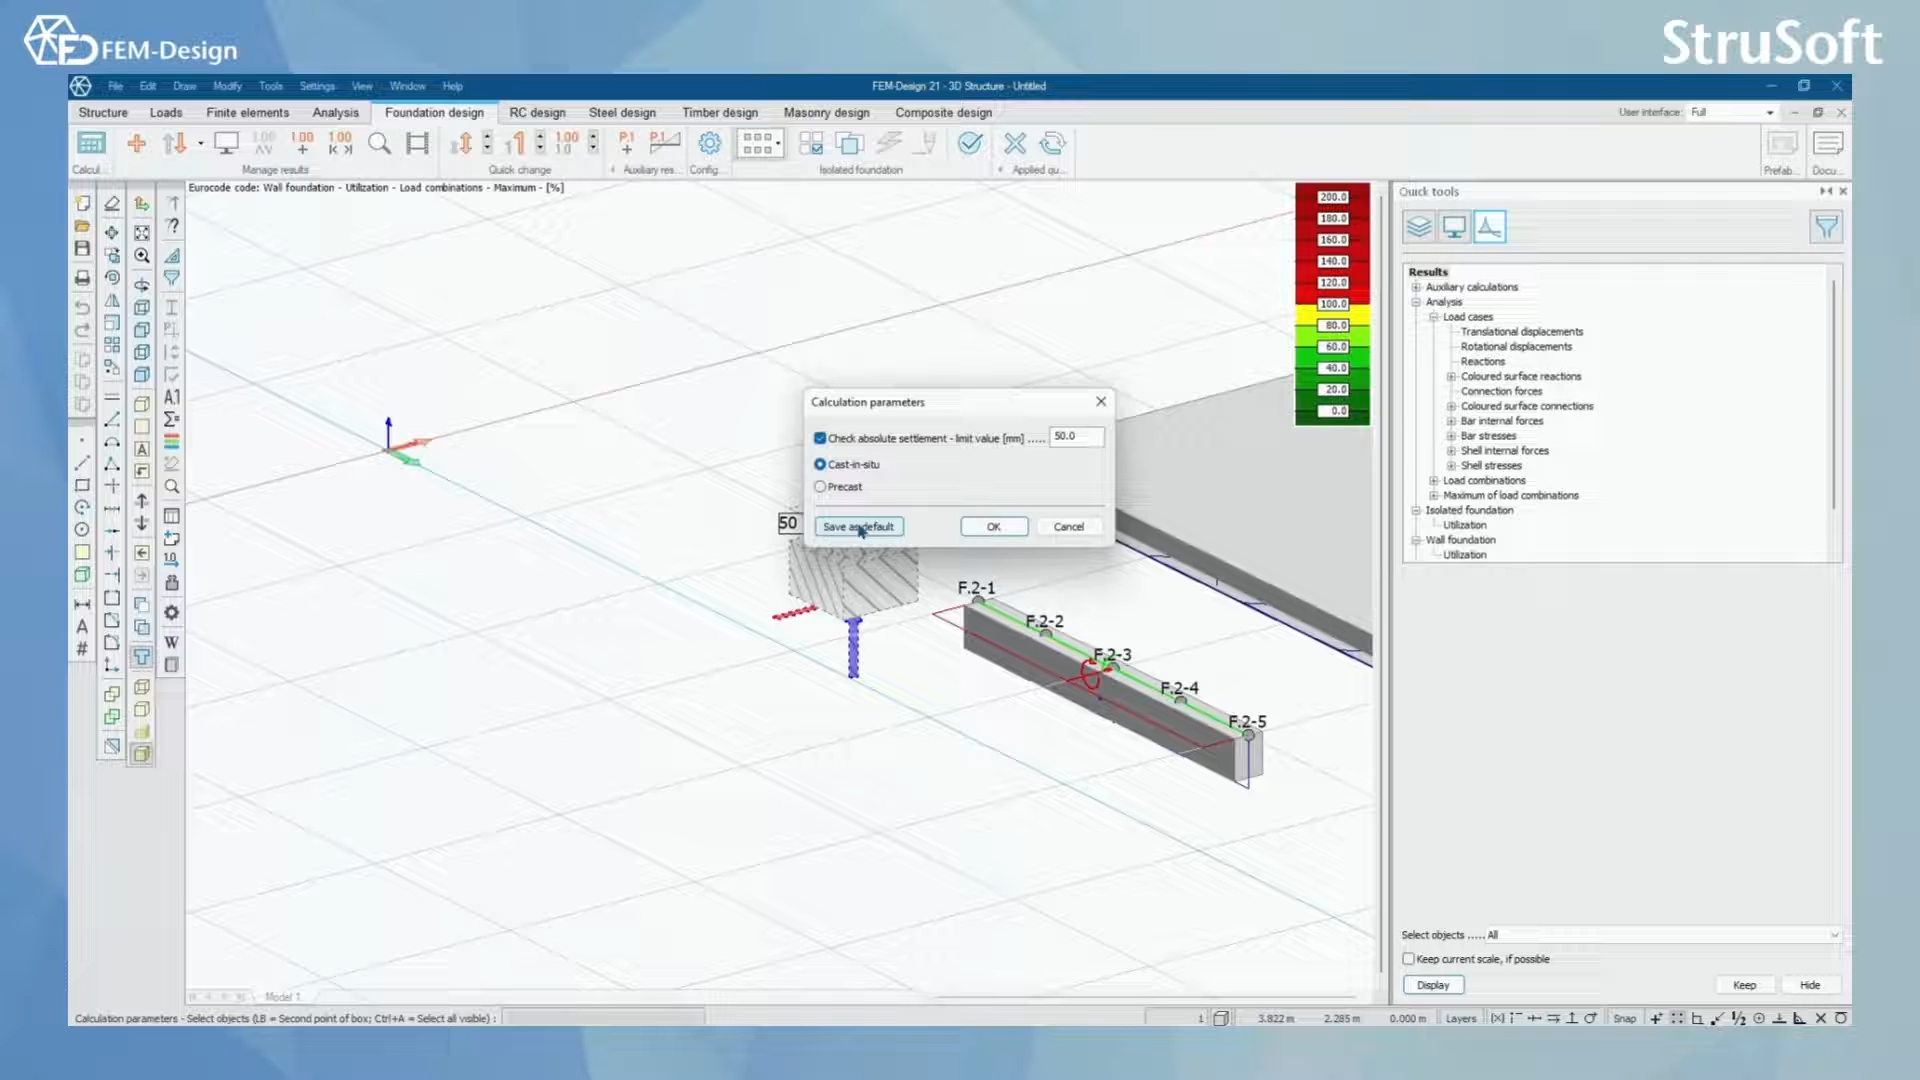 FEM-Design
StruSoft
File Edit Draw Modify Tools Settings View Window Help
FEM-Design 21 - 3D Structure - Untitled
Structure Loads Finite elements Analysis Foundation design RC design Steel design Timber design Masonry design Composite design
User interface: Full
Calcul...
Manage results
Quick change
Auxiliary res...
Config...
Isolated foundation
Applied qu...
Prefab...
Docu...
Eurocode code: Wall foundation - Utilization - Load combinations - Maximum - [%]
200.0
180.0
160.0
140.0
120.0
100.0
80.0
60.0
40.0
20.0
0.0
Calculation parameters
Check absolute settlement - limit value [mm] ..... 50.0
Cast-in-situ
Precast
Save as default OK Cancel
50
F.2-1
F.2-2
F.2-3
F.2-4
F.2-5
Quick tools
Results
Auxiliary calculations
Analysis
Load cases
Translational displacements
Rotational displacements
Reactions
Coloured surface reactions
Connection forces
Coloured surface connections
Bar internal forces
Bar stresses
Shell internal forces
Shell stresses
Load combinations
Maximum of load combinations
Isolated foundation
Utilization
Wall foundation
Utilization
Select objects ..... All
Keep current scale, if possible
Display Keep Hide
Model 1
Calculation parameters - Select objects (LB = Second point of box; Ctrl+A = Select all visible) :
1 3.822 m 2.285 m 0.000 m Layers Snap